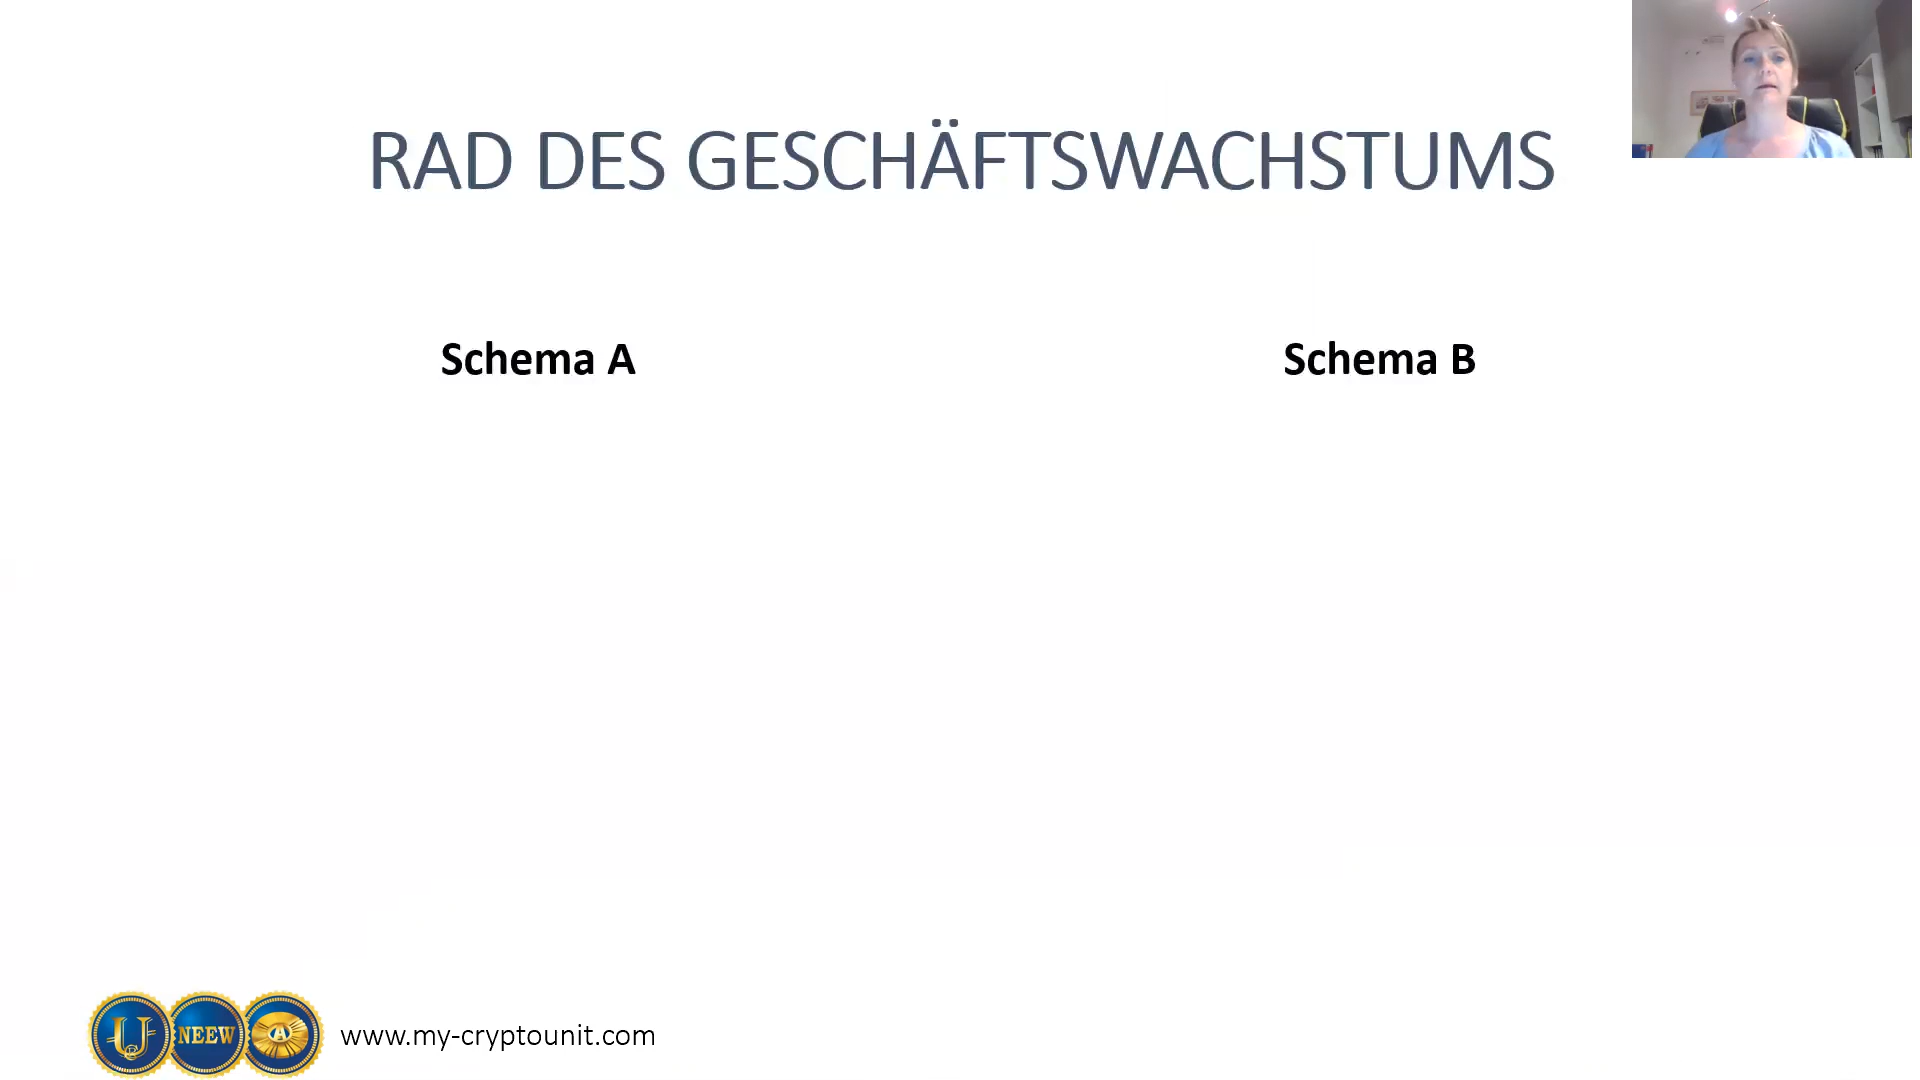 RAD DES GESCHÄFTSWACHSTUMS
Schema A
Schema B
NEEW
A
www.my-cryptounit.com